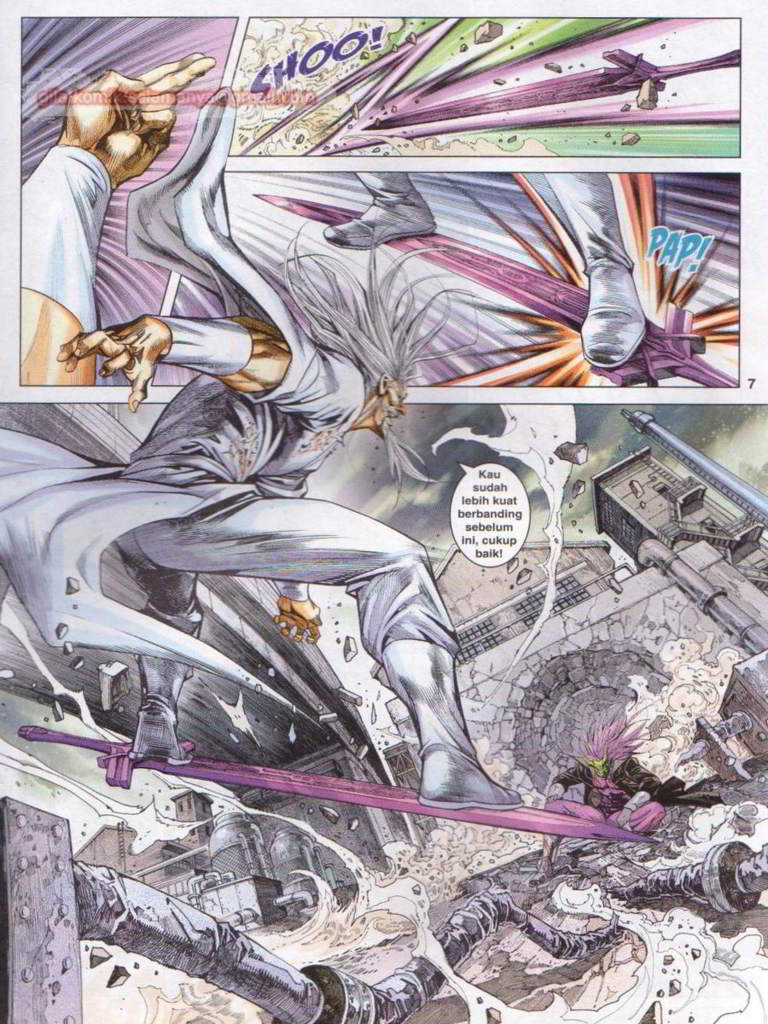 CHOO!
PAP!
7
Kau
sudah
lebih kuat
berbanding
sebelum
ini, cukup
baik!